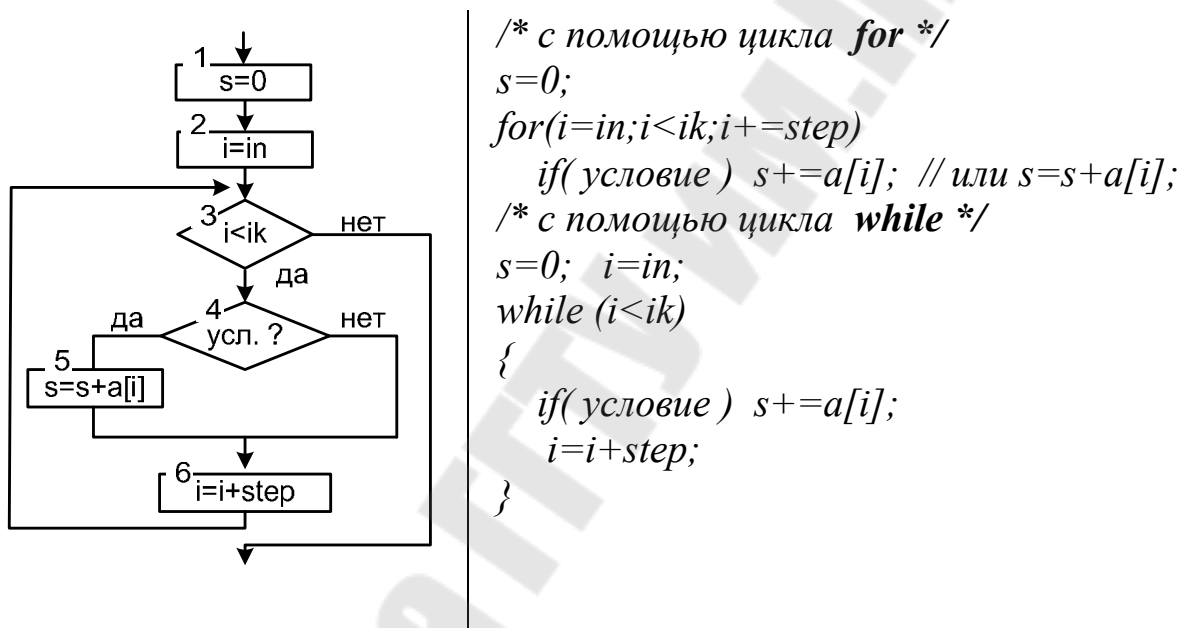 1
s=0
2
i=in
3
i<ik
нет
да
4
усл. ?
да
нет
5
s=s+a[i]
6
i=i+step
/* с помощью цикла for */
s=0;
for(i=in;i<ik;i+=step)
if( условие ) s+=a[i]; // или s=s+a[i];
/* с помощью цикла while */
s=0; i=in;
while (i<ik)
{
if( условие ) s+=a[i];
i=i+step;
}